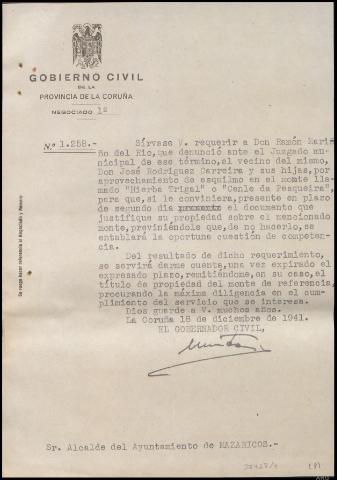 GOBIERNO CIVIL
DE LA
PROVINCIA DE LA CORUÑA
NEGOCIADO 1º
Nº 1.258.-
Sírvase V. requerir a Don Ramón Mari-
ño del Rio, que denunció ante el Juzgado mu-
nicipal de ese término, al vecino del mismo,
Don José Rodriguez Carreira y sus hijas, por
aprovechamiento de esquilmo en el monte lla-
mado "Hierba Trigal" o "Cenle da Pesqueira",
para que, si le conviniera, presente en plazo
de segundo dia el documento que
justifique su propiedad sobre el mencionado
monte, previniéndole que, de no hacerlo, se
entablará la oportune cuestión de competen-
cia.
Del resultado de dicho requerimiento,
se servirá darme cuente, una vez expirado el
expresado plazo, remitiéndome, en su caso, el
título de propiedad del monte de referencia,
procurando la máxima diligencia en el cum-
plimiento del servicio que se interesa.
Dios guarde a V. muchos años.
La Coruña 18 de diciembre de 1941.
EL GOBERNADOR CIVIL,
Sr. Alcalde del Ayuntamiento de MAZARICOS.-
Se ruega hacer referencia al Negociado y Número